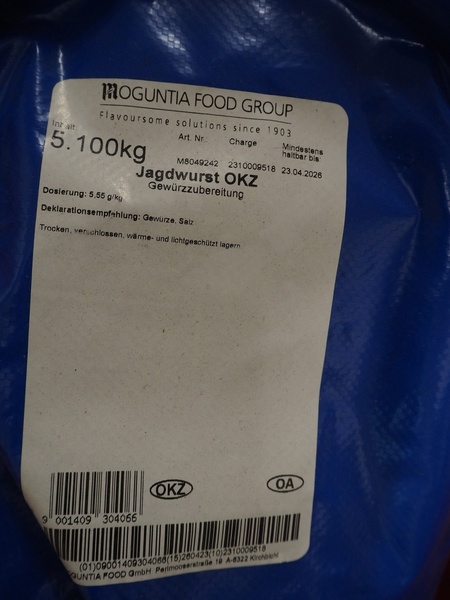 MOGUNTIA FOOD GROUP
Flavoursome solutions since 1903
Inhalt:
5.100kg
Art. Nr. Charge Mindestens haltbar bis:
M8049242 2310009518 23.04.2026
Jagdwurst OKZ
Gewürzzubereitung
Dosierung: 5,55 g/kg
Deklarationsempfehlung: Gewürze, Salz
Trocken, verschlossen, wärme- und lichtgeschützt lagern
OKZ
OA
9 001409 304066
(01)09001409304066(15)260423(10)2310009518
GUNTIA FOOD GmbH Perlmooserstraße 19 A-6322 Kirchbichl